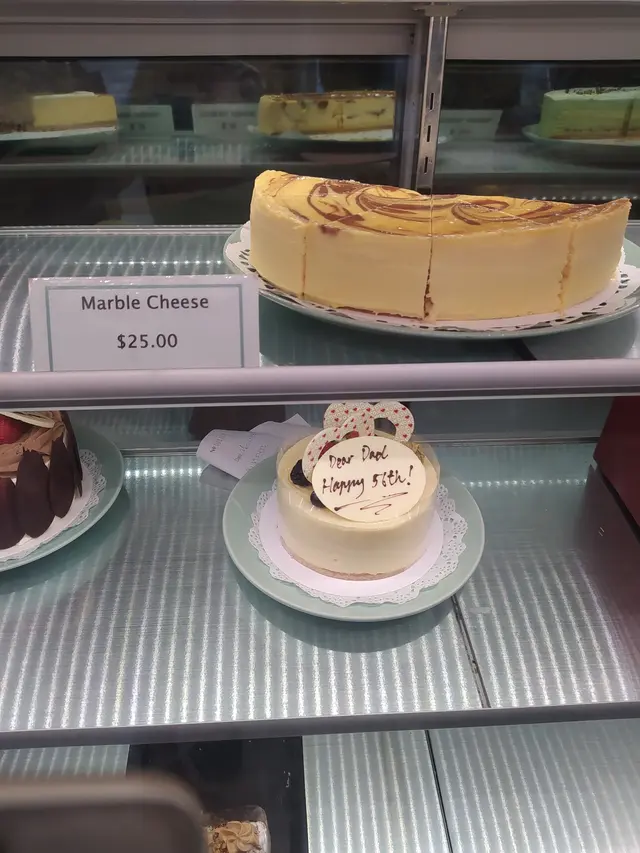 Marble Cheese
$25.00
Dear Dad
Happy 56th!